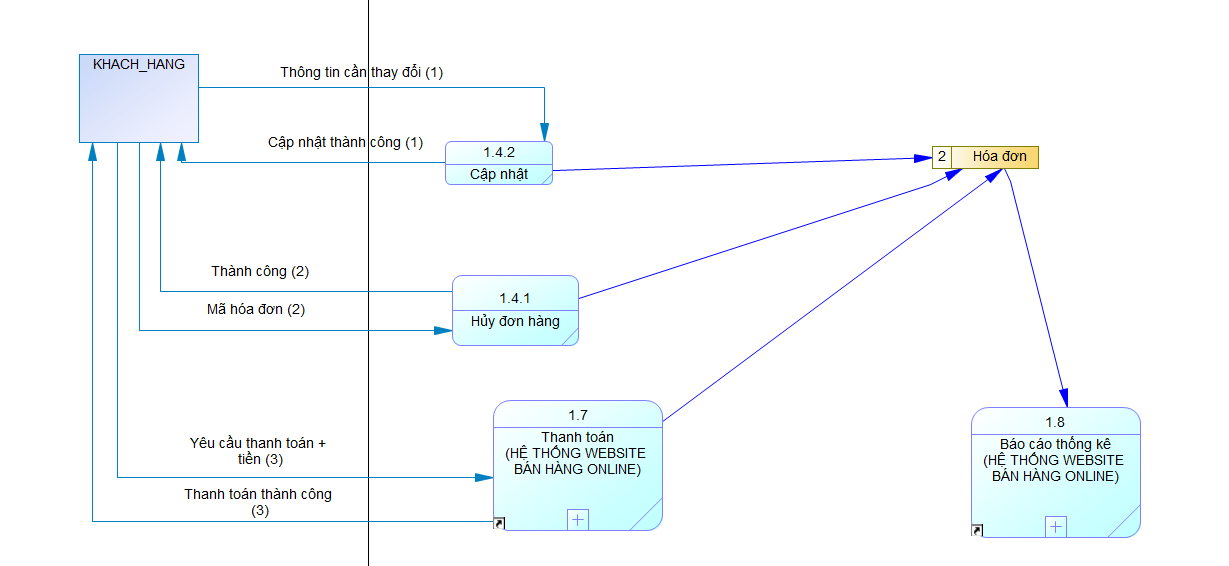 KHACH_HANG
Thông tin cần thay đổi (1)
Cập nhật thành công (1)
1.4.2
Cập nhật
2
Hóa đơn
Thành công (2)
Mã hóa đơn (2)
1.4.1
Hủy đơn hàng
Yêu cầu thanh toán +
tiền (3)
Thanh toán thành công
(3)
1.7
Thanh toán
(HỆ THỐNG WEBSITE
BÁN HÀNG ONLINE)
1.8
Báo cáo thống kê
(HỆ THỐNG WEBSITE
BÁN HÀNG ONLINE)